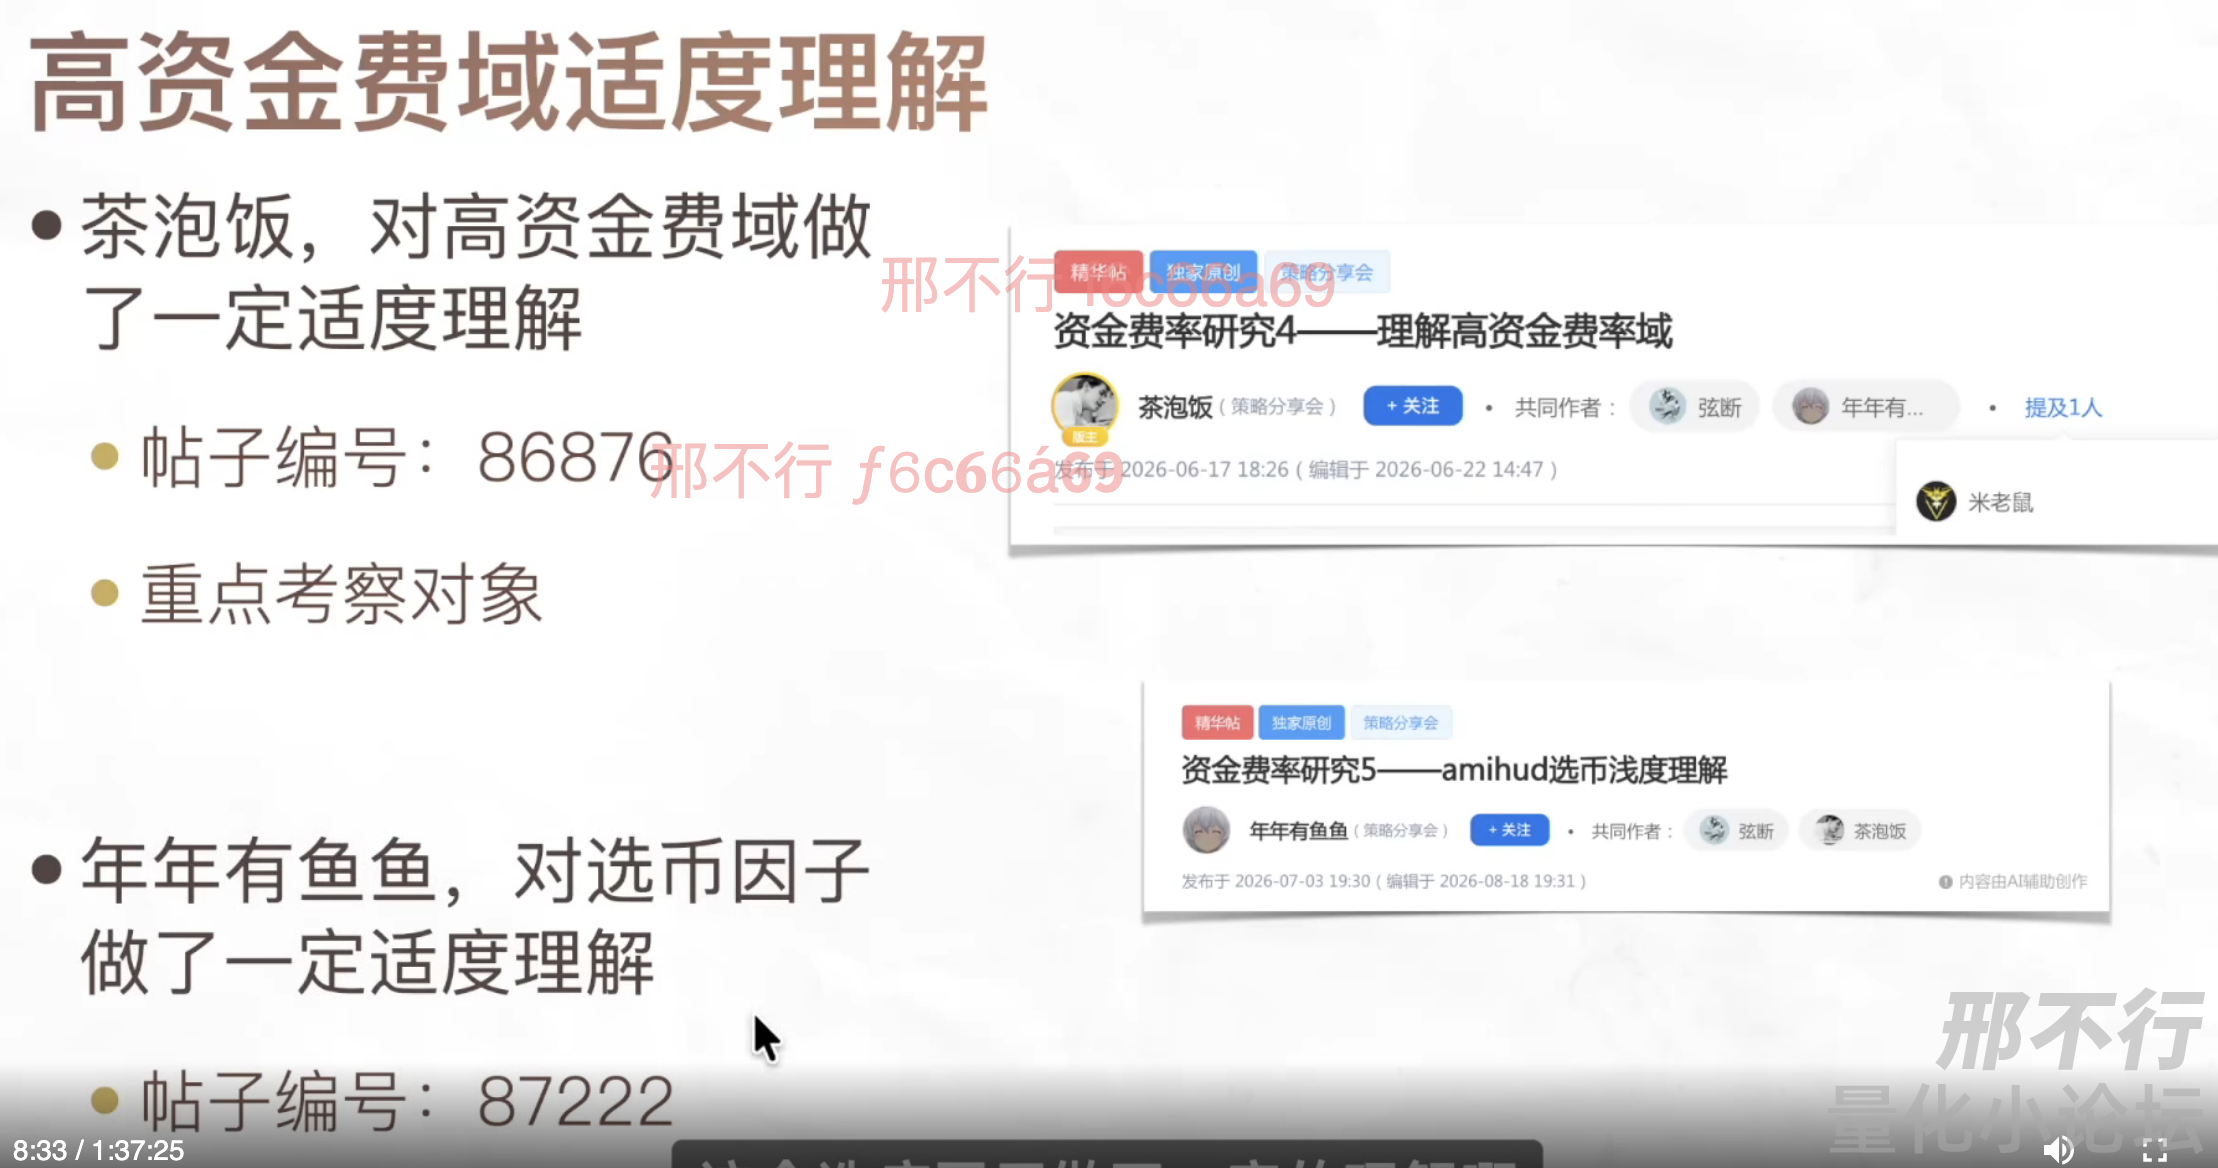 高资金费域适度理解
• 茶泡饭，对高资金费域做
了一定适度理解
• 帖子编号：86876
• 重点考察对象
• 年年有鱼鱼，对选币因子
做了一定适度理解
• 帖子编号：87222
精华帖 独家原创 策略分享会
资金费率研究4——理解高资金费率域
茶泡饭（策略分享会） + 关注 • 共同作者： 弦断 年年有... • 提及1人
版主
发布于 2026-06-17 18:26 ( 编辑于 2026-06-22 14:47 )
米老鼠
精华帖 独家原创 策略分享会
资金费率研究5——amihud选币浅度理解
年年有鱼鱼（策略分享会） + 关注 • 共同作者： 弦断 茶泡饭
发布于 2026-07-03 19:30 ( 编辑于 2026-08-18 19:31 )
内容由AI辅助创作
邢不行 f6c66a69
邢不行 f6c66a69
邢不行
量化小论坛
8:33 / 1:37:25